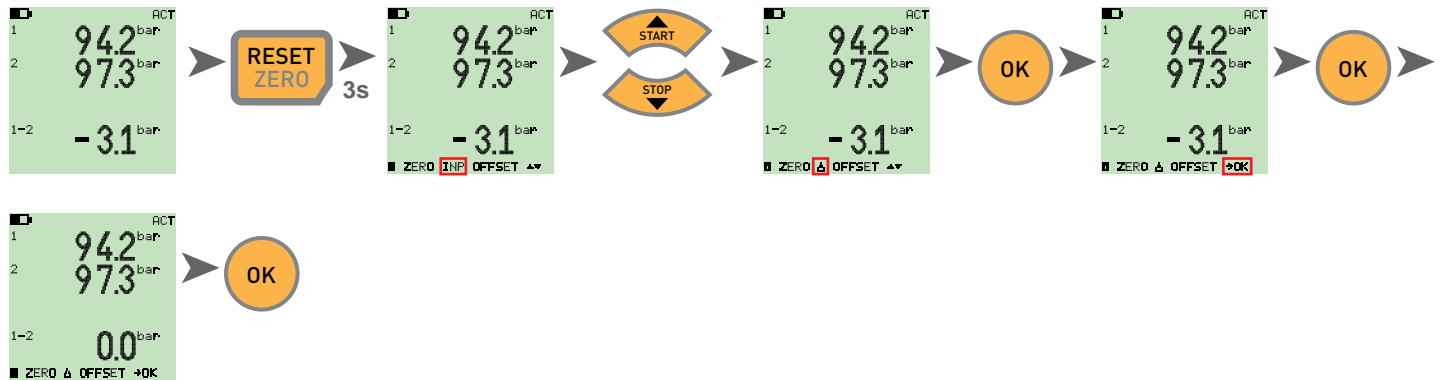 ACT
1 94.2 bar
2 97.3 bar
1-2 - 3.1 bar
RESET
ZERO
3s
ACT
1 94.2 bar
2 97.3 bar
1-2 - 3.1 bar
ZERO INP OFFSET ▲▼
START
STOP
ACT
1 94.2 bar
2 97.3 bar
1-2 - 3.1 bar
ZERO Δ OFFSET ▲▼
OK
ACT
1 94.2 bar
2 97.3 bar
1-2 - 3.1 bar
ZERO Δ OFFSET →OK
OK
ACT
1 94.2 bar
2 97.3 bar
1-2 0.0 bar
ZERO Δ OFFSET →OK
OK